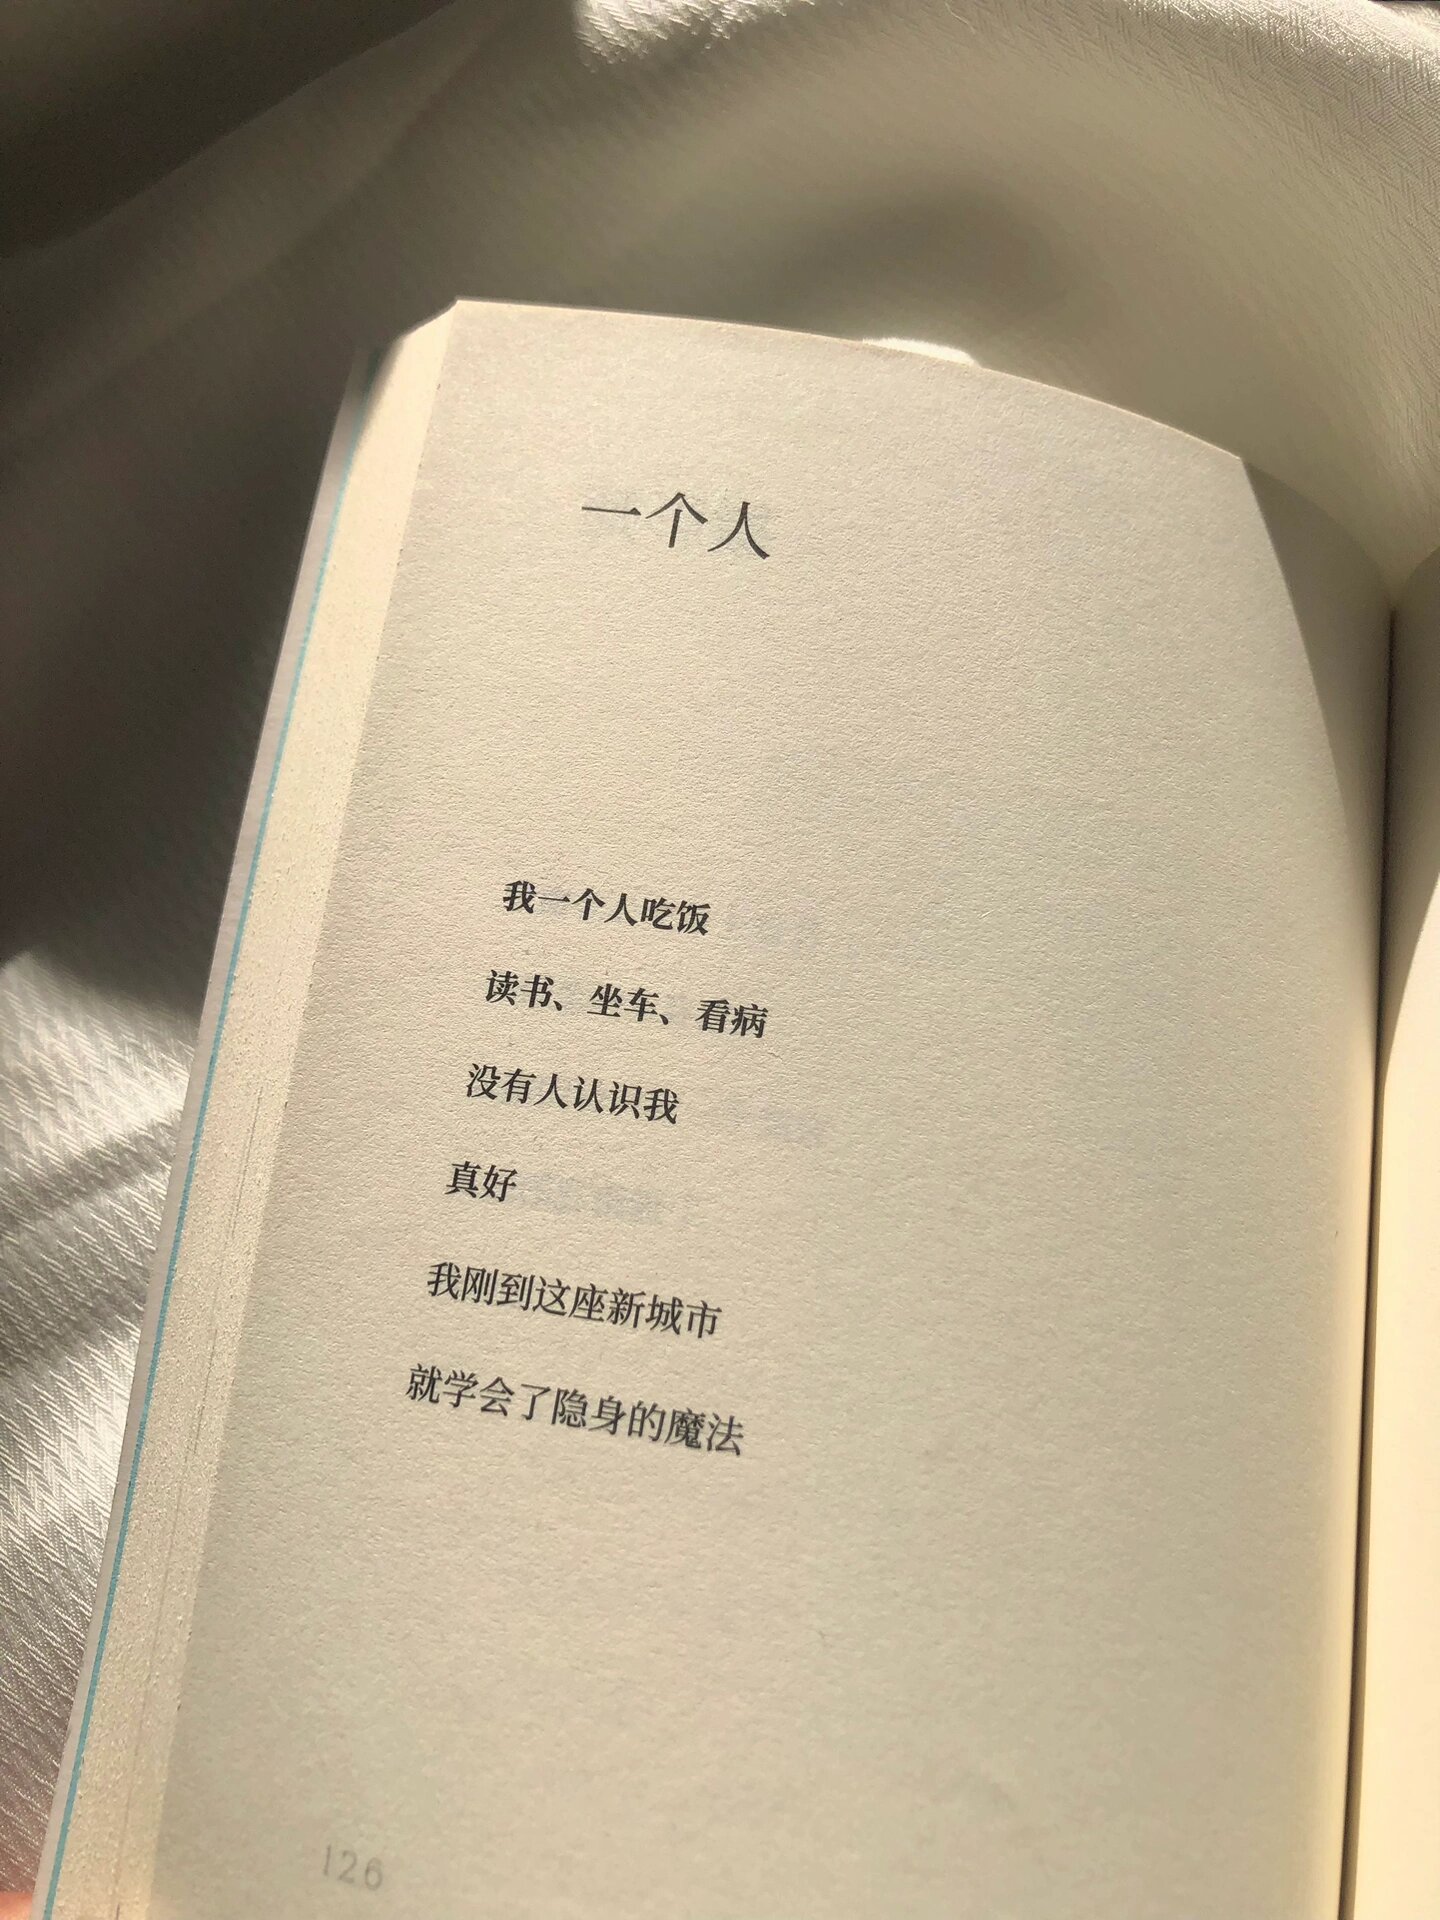 一个人
我一个人吃饭
读书、坐车、看病
没有人认识我
真好
我刚到这座新城市
就学会了隐身的魔法
126